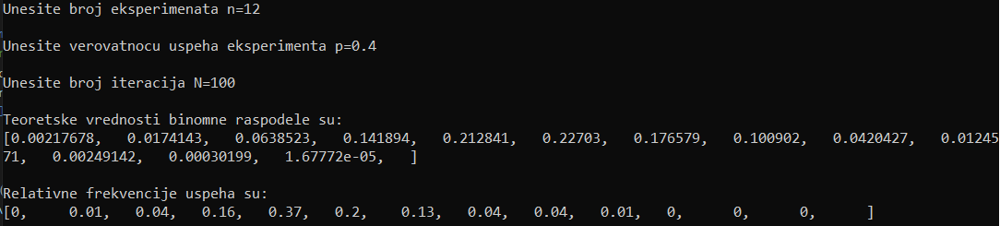 Unesite broj eksperimenata n=12
Unesite verovatnocu uspeha eksperimenta p=0.4
Unesite broj iteracija N=100
Teoretske vrednosti binomne raspodele su:
[0.00217678,   0.0174143,   0.0638523,   0.141894,   0.212841,   0.22703,   0.176579,   0.100902,   0.0420427,   0.01245
71,   0.00249142,   0.00030199,   1.67772e-05,   ]
Relativne frekvencije uspeha su:
[0,     0.01,   0.04,   0.16,   0.37,   0.2,    0.13,   0.04,   0.04,   0.01,   0,      0,      0,      ]